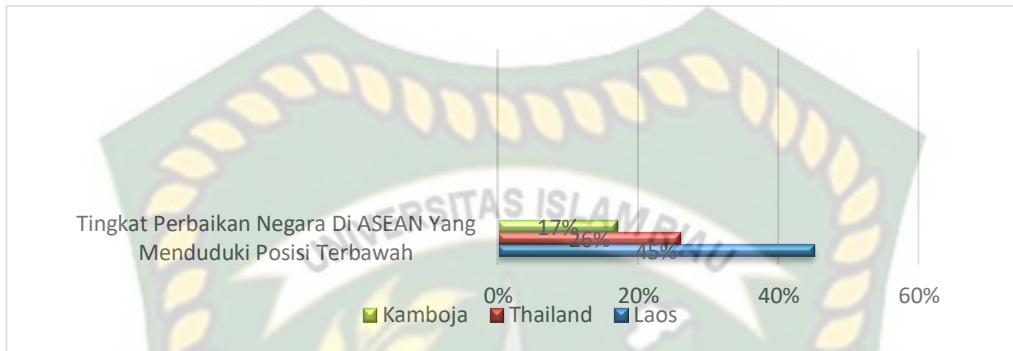 UNIVERSITAS ISLAM RIAU
Tingkat Perbaikan Negara Di ASEAN Yang
Menduduki Posisi Terbawah
17%
26%
45%
0% 20% 40% 60%
Kamboja Thailand Laos